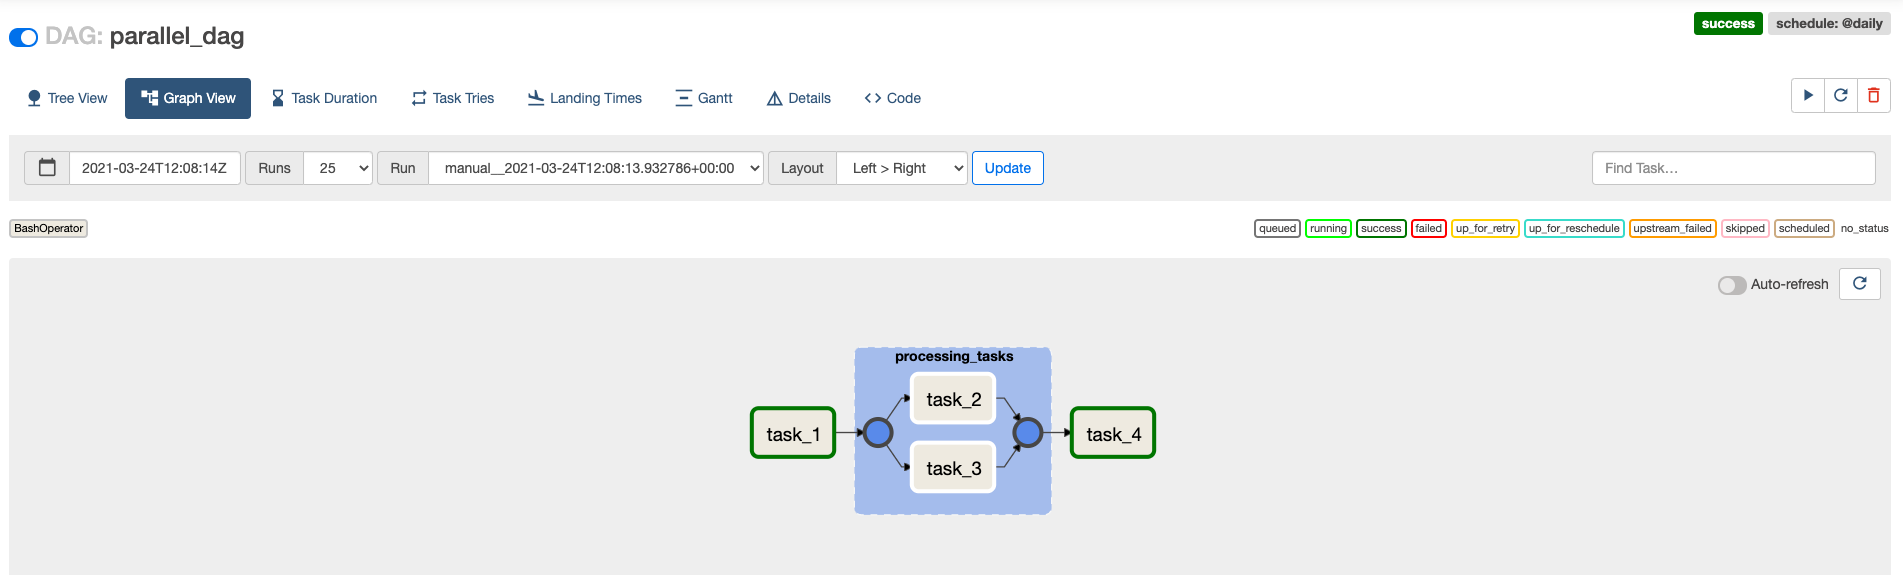 DAG: parallel_dag
success
schedule: @daily
Tree View
Graph View
Task Duration
Task Tries
Landing Times
Gantt
Details
Code
2021-03-24T12:08:14Z
Runs
25
Run
manual__2021-03-24T12:08:13.932786+00:00
Layout
Left > Right
Update
Find Task...
BashOperator
queued
running
success
failed
up_for_retry
up_for_reschedule
upstream_failed
skipped
scheduled
no_status
Auto-refresh
processing_tasks
task_1
task_2
task_3
task_4